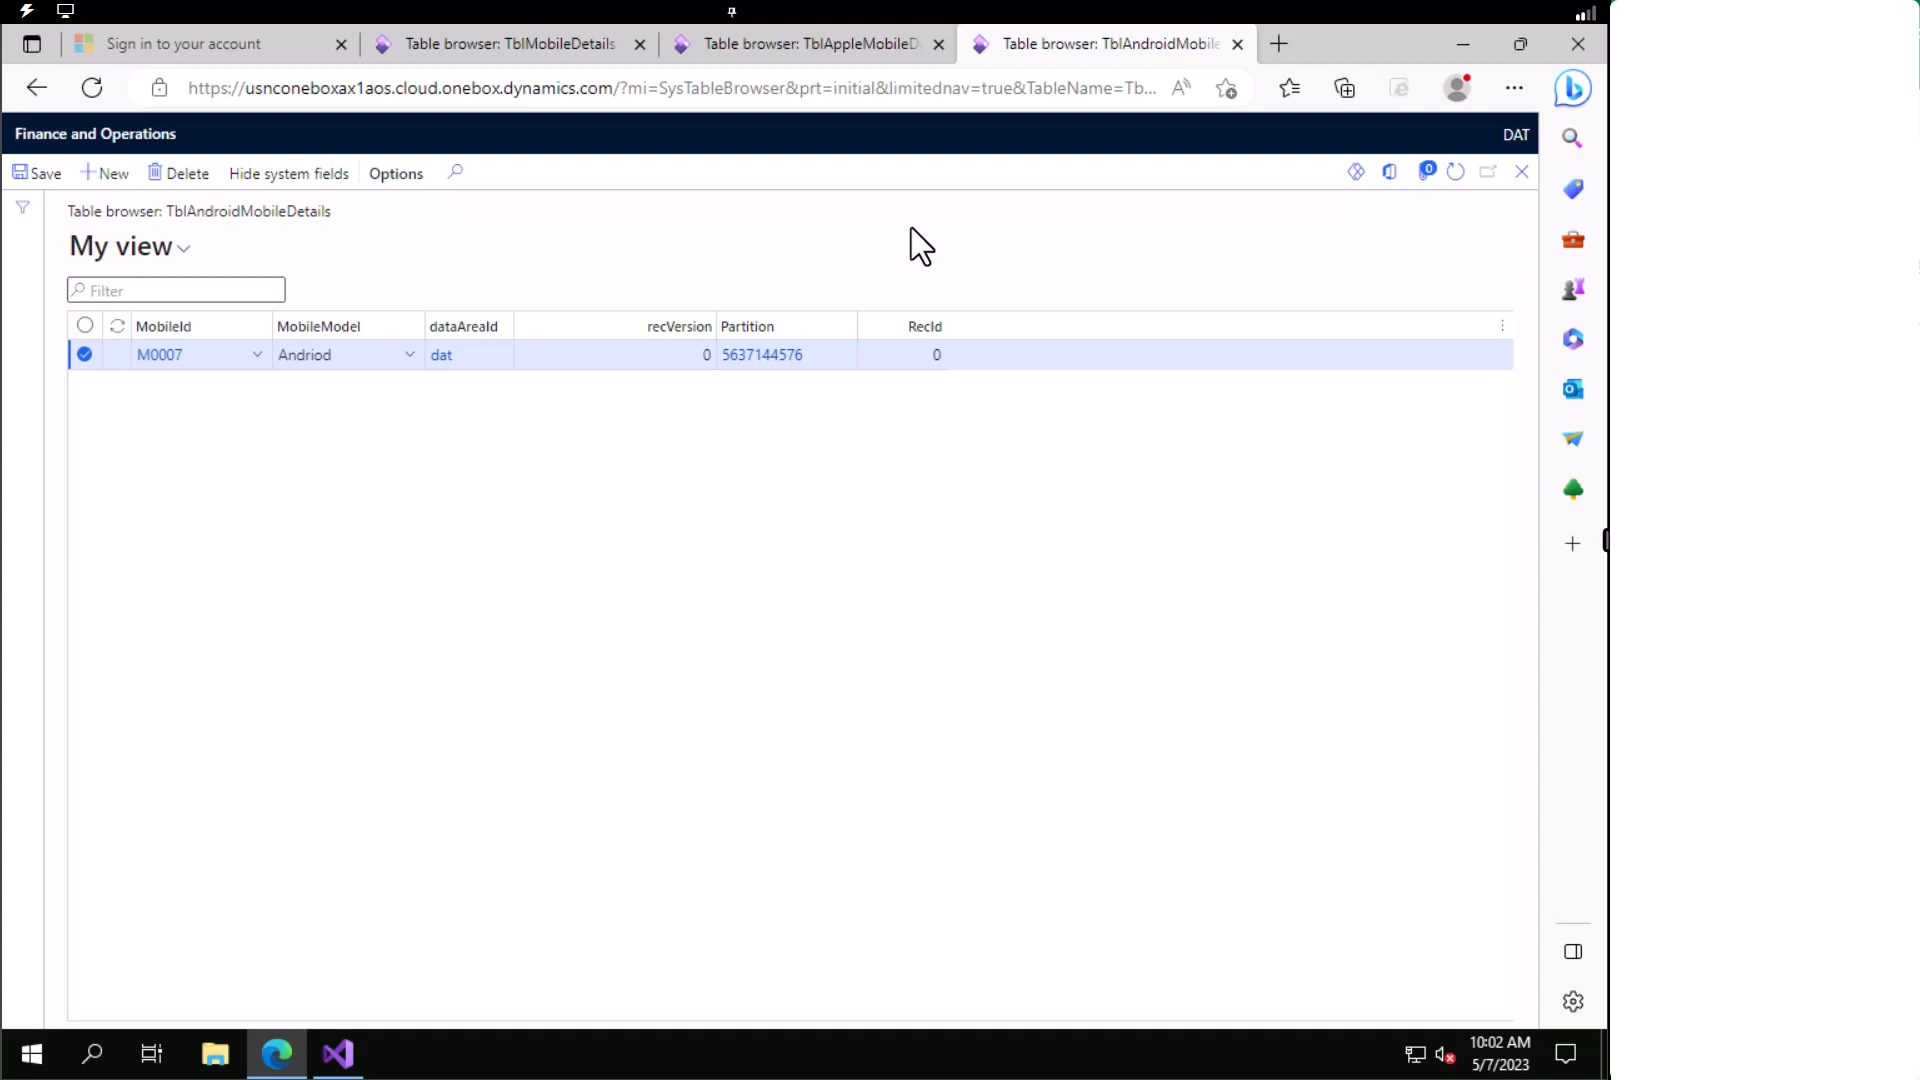 Sign in to your account
Table browser: TblMobileDetails
Table browser: TblAppleMobileD
Table browser: TblAndroidMobile
https://usnconeboxax1aos.cloud.onebox.dynamics.com/?mi=SysTableBrowser&prt=initial&limitednav=true&TableName=Tb...
Finance and Operations
DAT
Save
New
Delete
Hide system fields
Options
0
Table browser: TblAndroidMobileDetails
My view
Filter
MobileId MobileModel dataAreaId recVersion Partition RecId
M0007 Andriod dat 0 5637144576 0
10:02 AM
5/7/2023